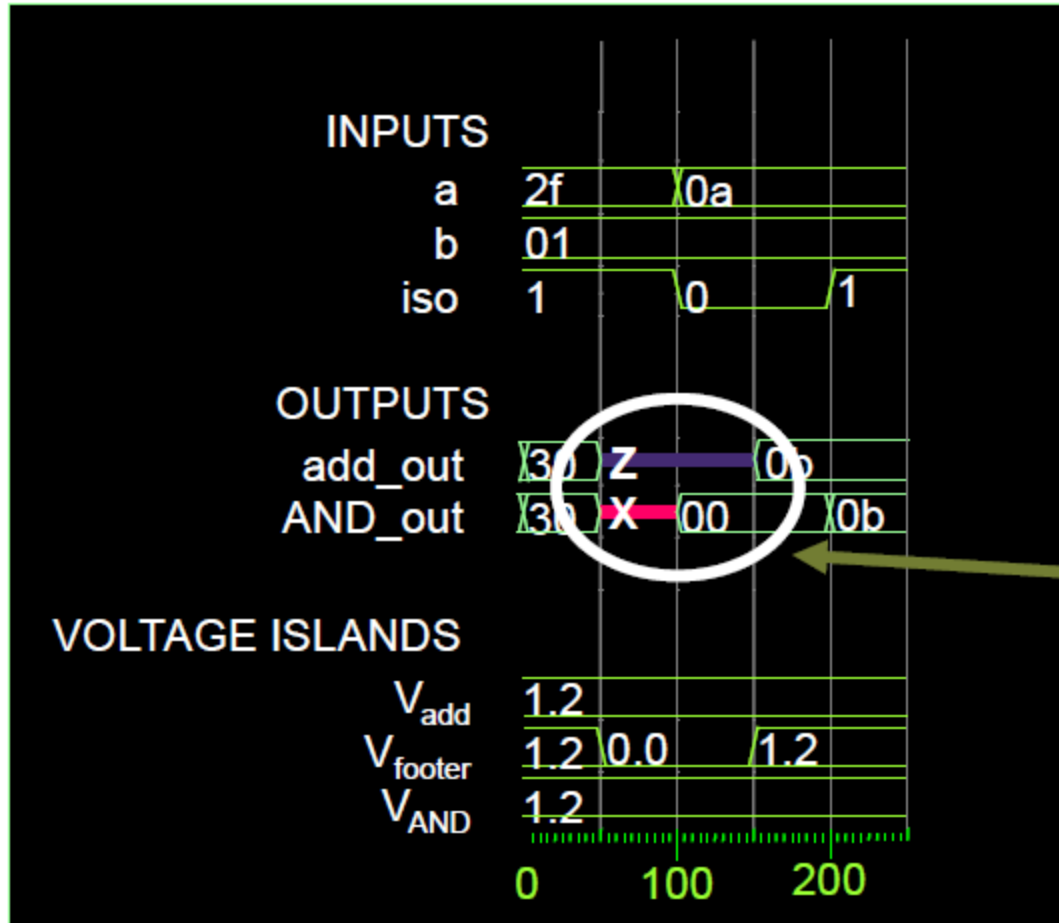 INPUTS
a 2f 0a
b 01
iso 1 0 1
OUTPUTS
add_out 30 Z 0b
AND_out 30 X 00 0b
VOLTAGE ISLANDS
Vadd 1.2
Vfooter 1.2 0.0 1.2
VAND 1.2
0 100 200